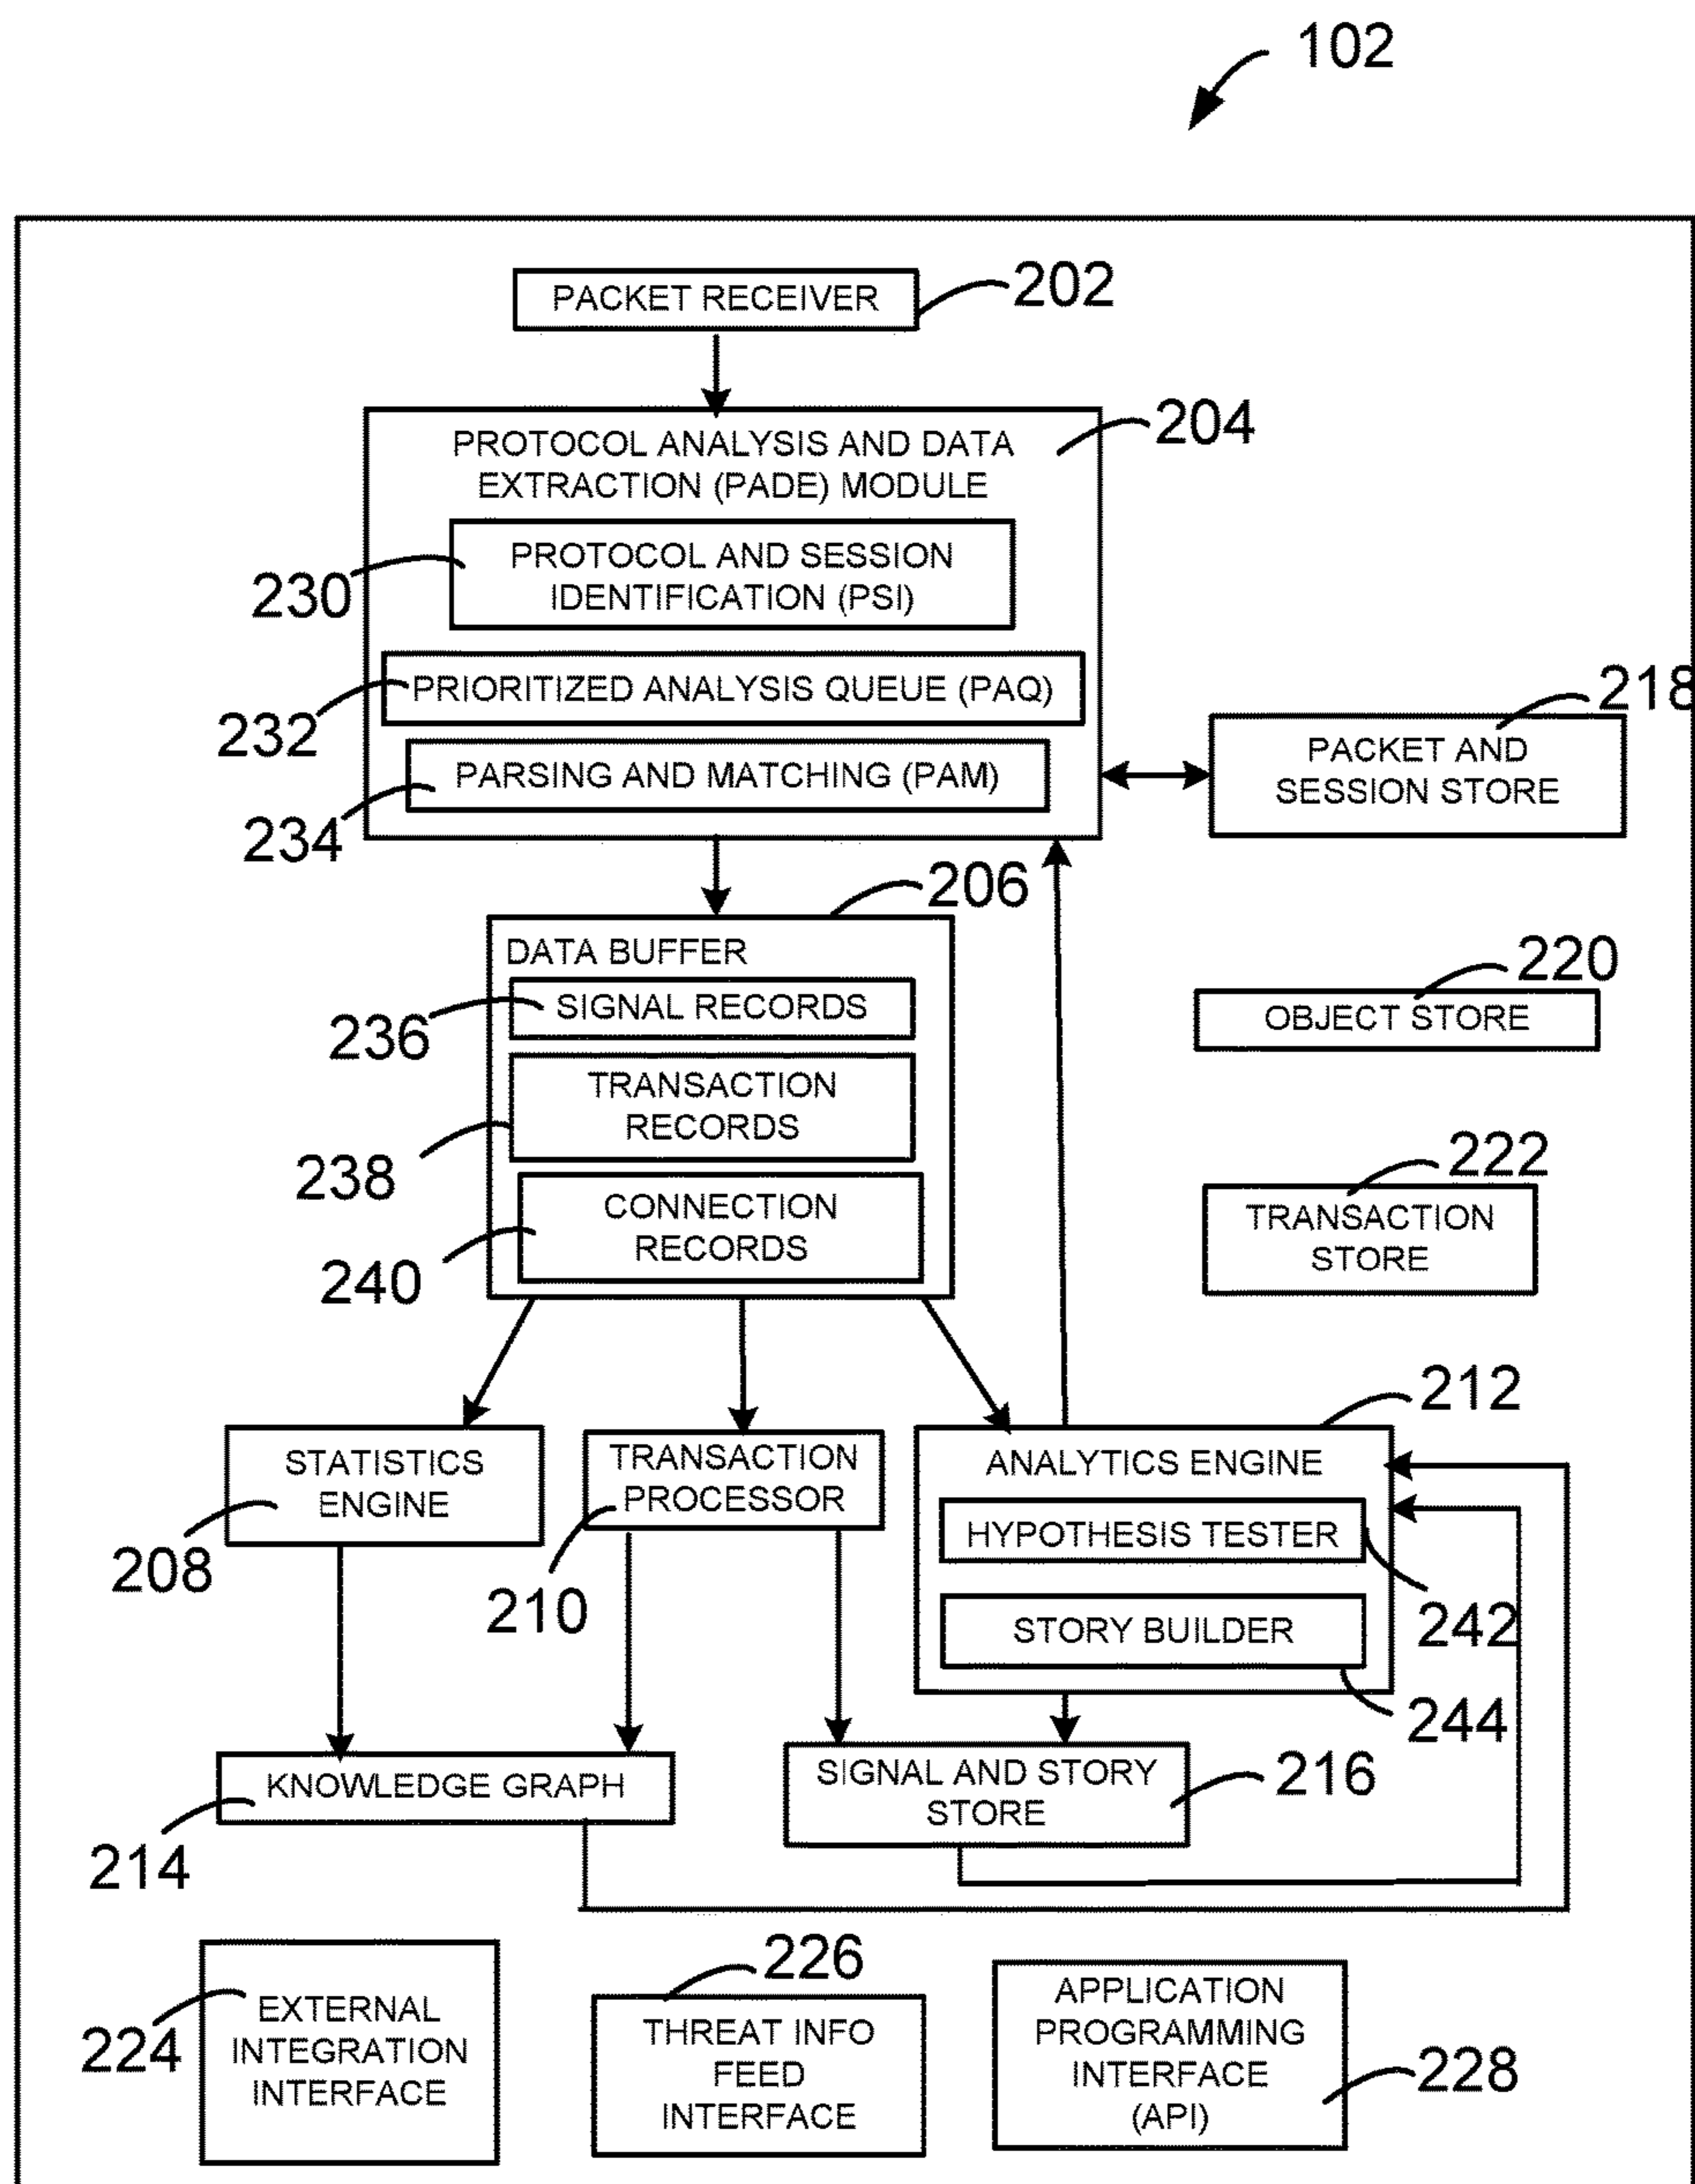 102
PACKET RECEIVER
202
PROTOCOL ANALYSIS AND DATA
EXTRACTION (PADE) MODULE
204
PROTOCOL AND SESSION
IDENTIFICATION (PSI)
230
PRIORITIZED ANALYSIS QUEUE (PAQ)
232
PARSING AND MATCHING (PAM)
234
218
PACKET AND
SESSION STORE
206
DATA BUFFER
SIGNAL RECORDS
236
TRANSACTION
RECORDS
238
CONNECTION
RECORDS
240
220
OBJECT STORE
222
TRANSACTION
STORE
STATISTICS
ENGINE
208
TRANSACTION
PROCESSOR
210
212
ANALYTICS ENGINE
HYPOTHESIS TESTER
242
STORY BUILDER
244
KNOWLEDGE GRAPH
214
SIGNAL AND STORY
STORE
216
EXTERNAL
INTEGRATION
INTERFACE
224
226
THREAT INFO
FEED
INTERFACE
APPLICATION
PROGRAMMING
INTERFACE
(API)
228